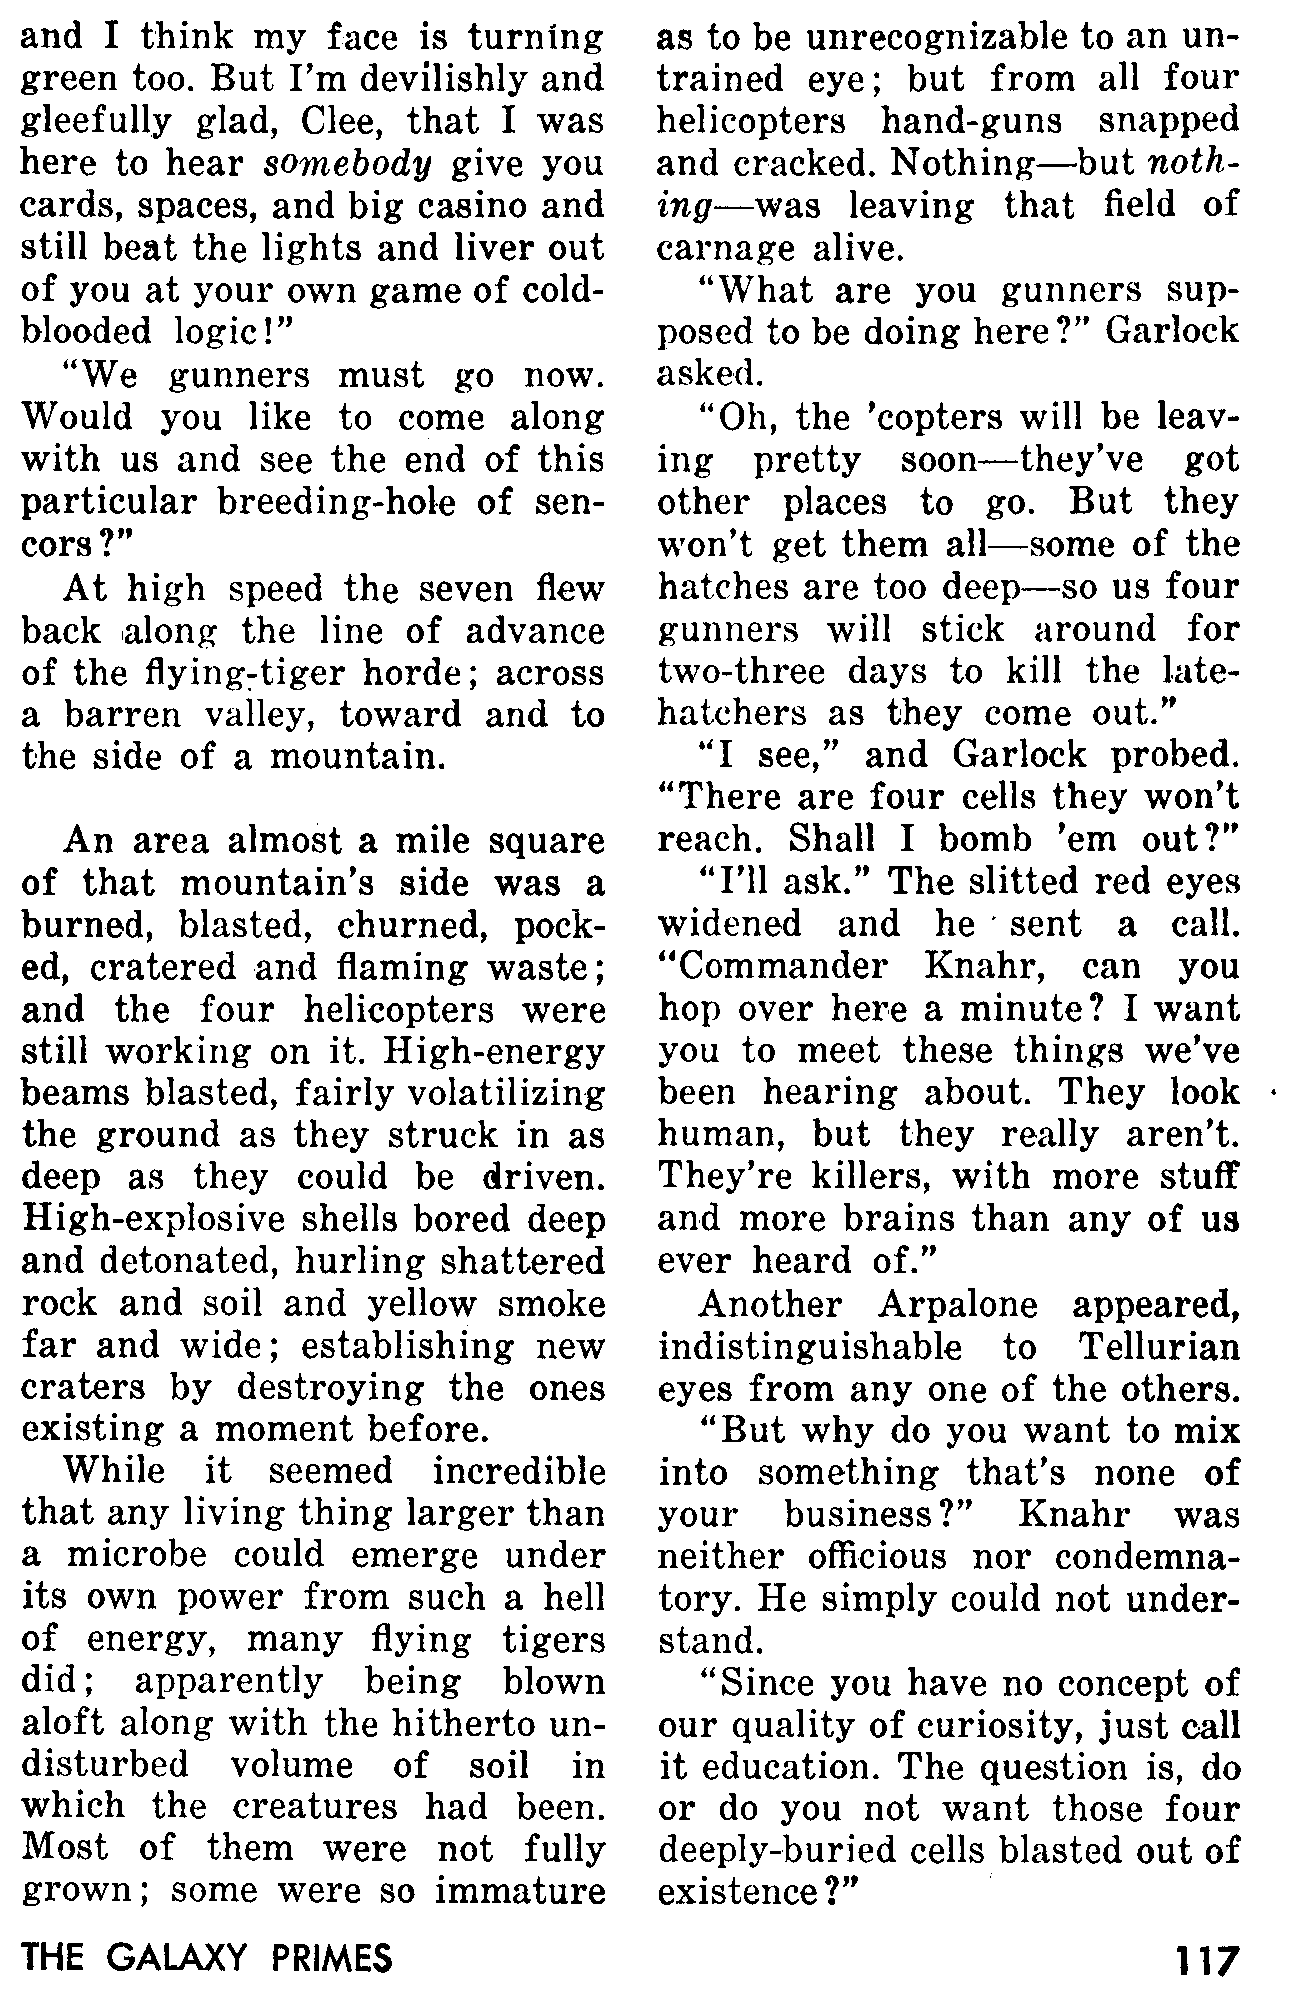 and I think my face is turning
green too. But I'm devilishly and
gleefully glad, Clee, that I was
here to hear somebody give you
cards, spaces, and big casino and
still beat the lights and liver out
of you at your own game of cold-
blooded logic!”
“We gunners must go now.
Would you like to come along
with us and see the end of this
particular breeding-hole of sen-
cors?”
At high speed the seven flew
back along the line of advance
of the flying-tiger horde; across
a barren valley, toward and to
the side of a mountain.
An area almost a mile square
of that mountain's side was a
burned, blasted, churned, pock-
ed, cratered and flaming waste;
and the four helicopters were
still working on it. High-energy
beams blasted, fairly volatilizing
the ground as they struck in as
deep as they could be driven.
High-explosive shells bored deep
and detonated, hurling shattered
rock and soil and yellow smoke
far and wide; establishing new
craters by destroying the ones
existing a moment before.
While it seemed incredible
that any living thing larger than
a microbe could emerge under
its own power from such a hell
of energy, many flying tigers
did; apparently being blown
aloft along with the hitherto un-
disturbed volume of soil in
which the creatures had been.
Most of them were not fully
grown; some were so immature
as to be unrecognizable to an un-
trained eye; but from all four
helicopters hand-guns snapped
and cracked. Nothing—but noth-
ing—was leaving that field of
carnage alive.
“What are you gunners sup-
posed to be doing here?” Garlock
asked.
“Oh, the 'copters will be leav-
ing pretty soon—they've got
other places to go. But they
won't get them all—some of the
hatches are too deep—so us four
gunners will stick around for
two-three days to kill the late-
hatchers as they come out.”
“I see,” and Garlock probed.
“There are four cells they won't
reach. Shall I bomb 'em out?”
“I'll ask.” The slitted red eyes
widened and he sent a call.
“Commander Knahr, can you
hop over here a minute? I want
you to meet these things we've
been hearing about. They look
human, but they really aren't.
They're killers, with more stuff
and more brains than any of us
ever heard of.”
Another Arpalone appeared,
indistinguishable to Tellurian
eyes from any one of the others.
“But why do you want to mix
into something that's none of
your business?” Knahr was
neither officious nor condemna-
tory. He simply could not under-
stand.
“Since you have no concept of
our quality of curiosity, just call
it education. The question is, do
or do you not want those four
deeply-buried cells blasted out of
existence?”
THE GALAXY PRIMES
117